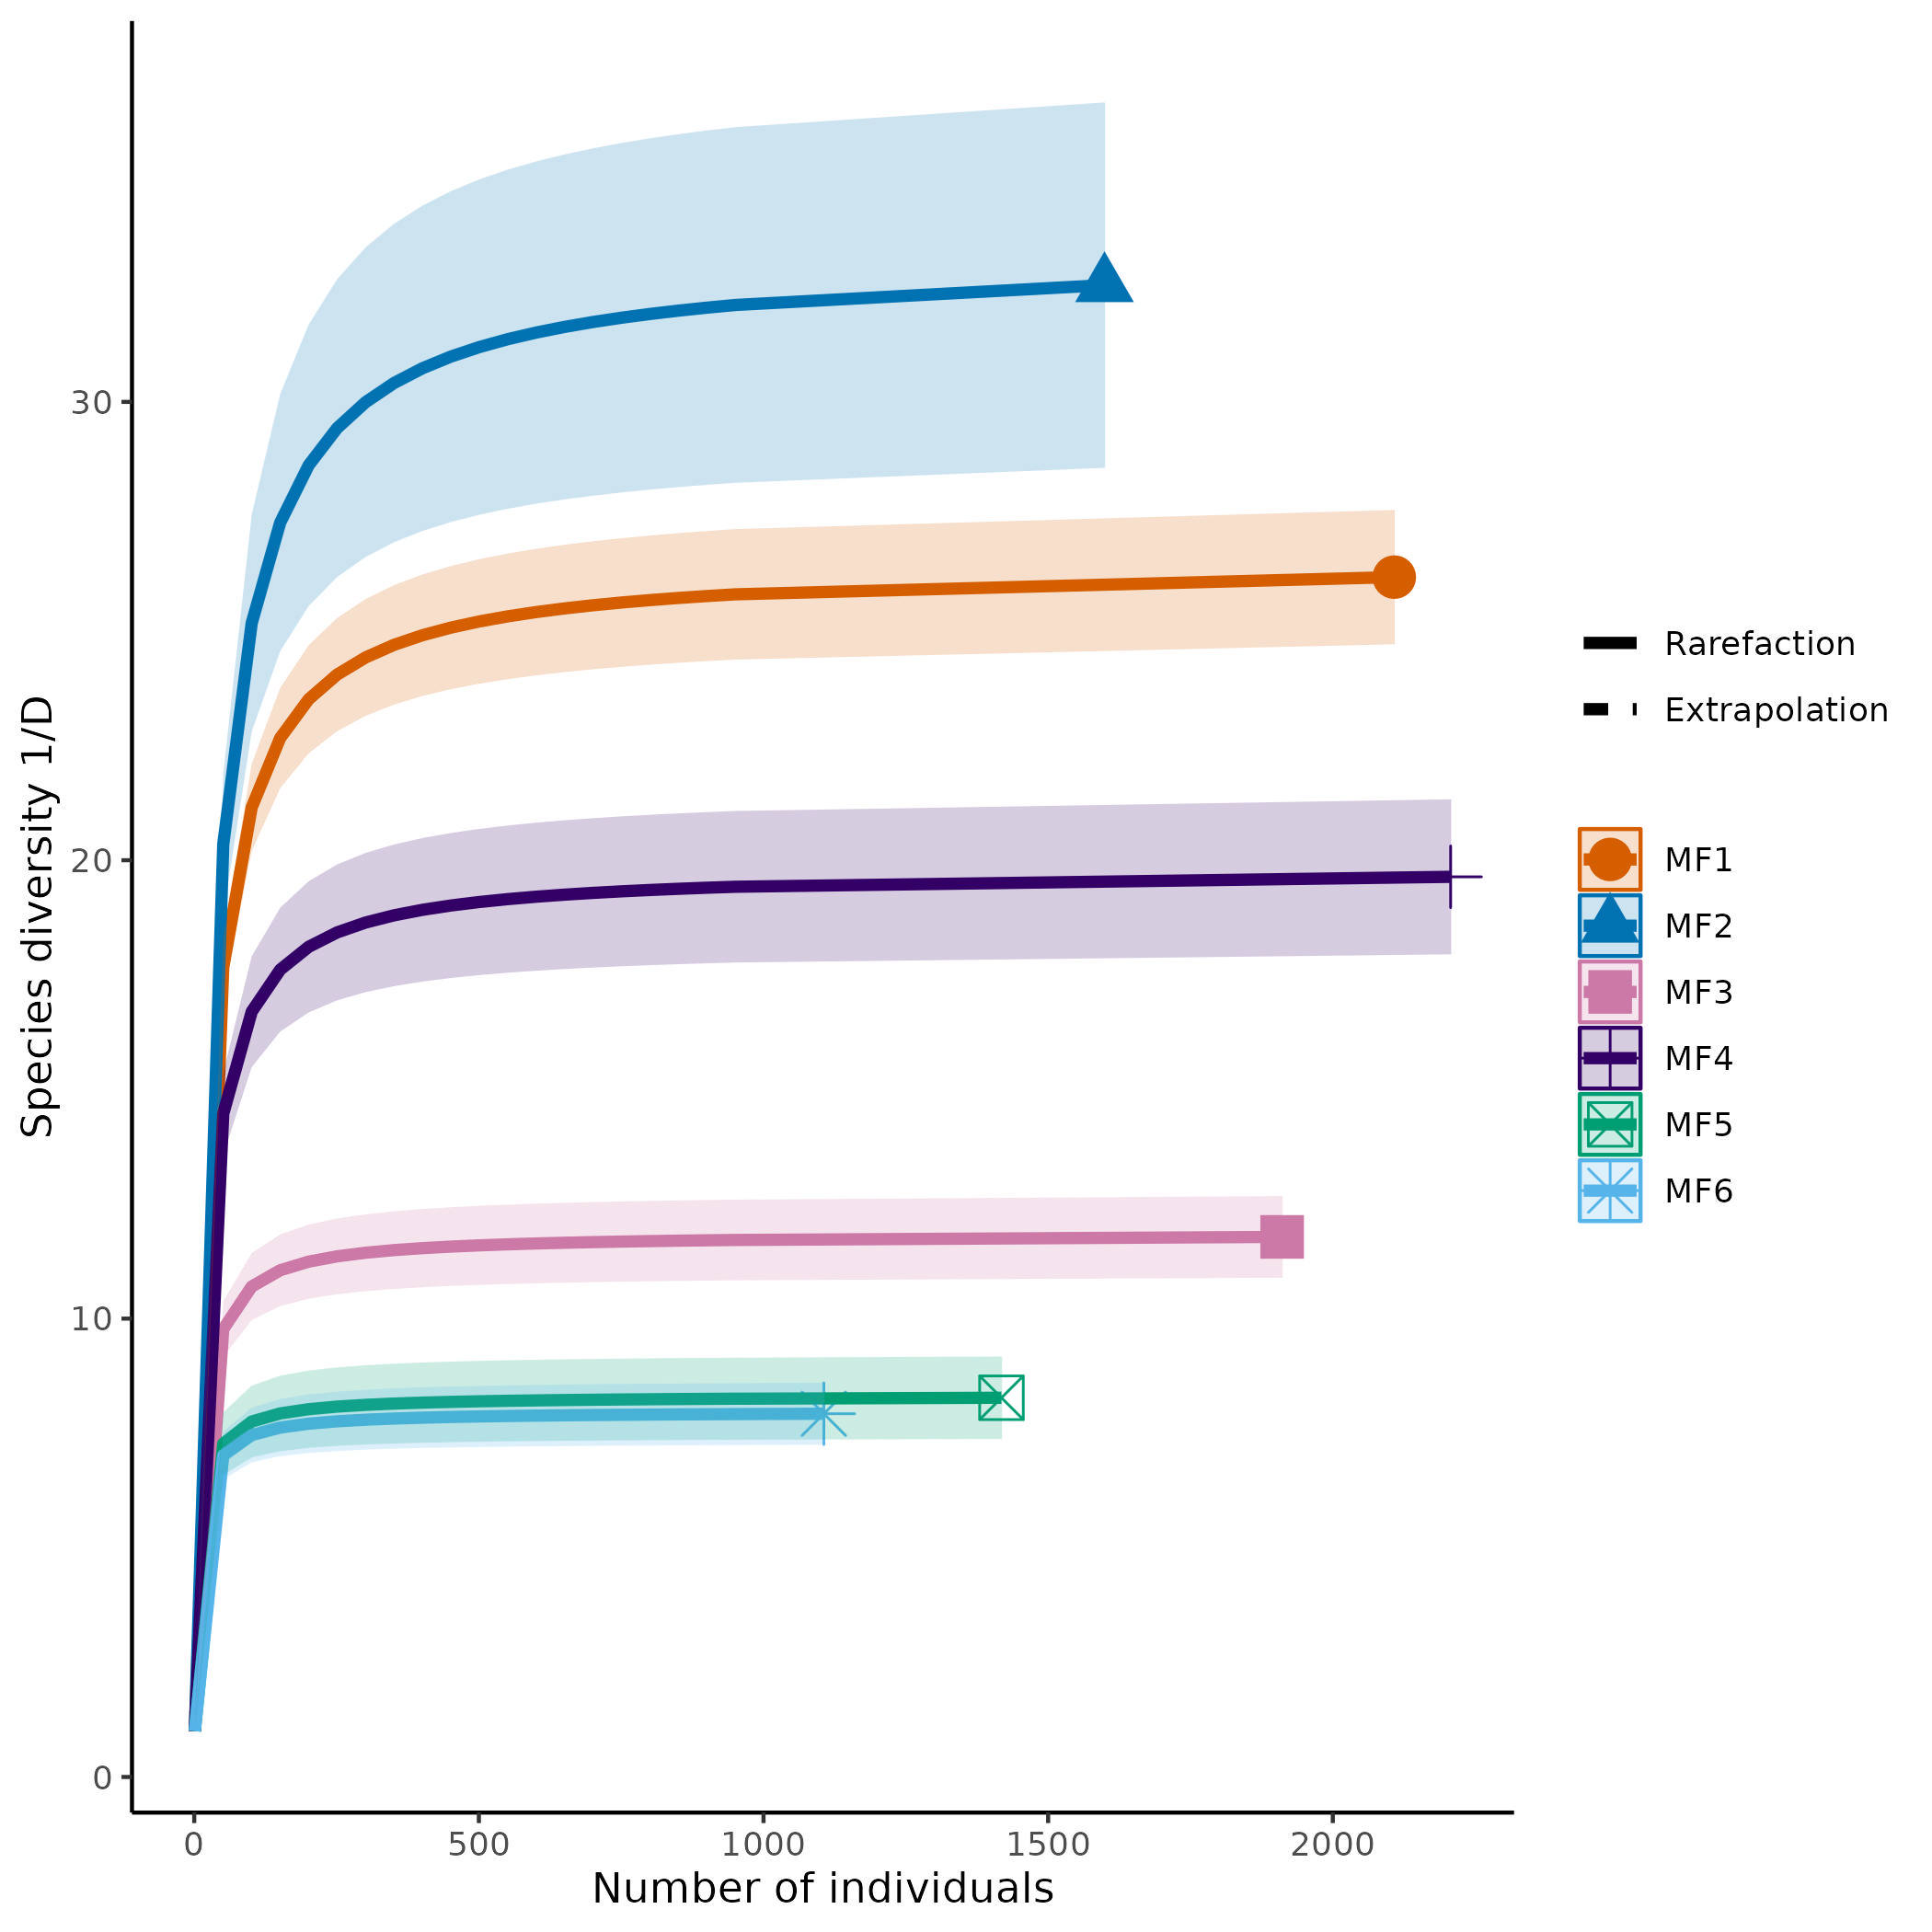 Species diversity 1/D
30
20
10
0
0 500 1000 1500 2000
Number of individuals
Rarefaction
Extrapolation
MF1
MF2
MF3
MF4
MF5
MF6